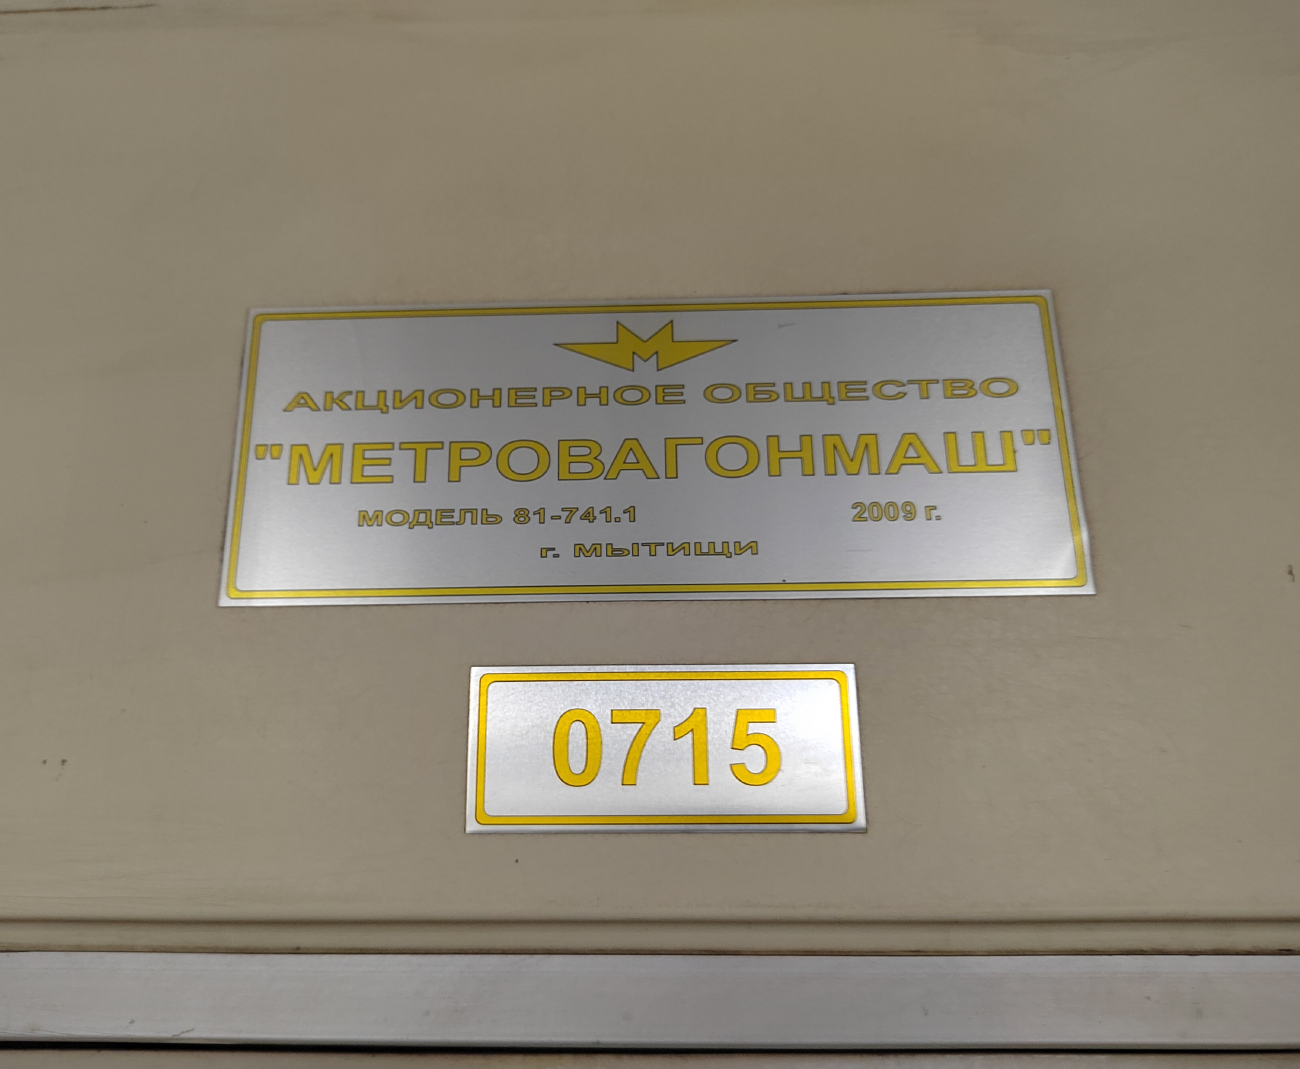 М
АКЦИОНЕРНОЕ ОБЩЕСТВО
"МЕТРОВАГОНМАШ"
МОДЕЛЬ 81-741.1 2009 г.
г. МЫТИЩИ
0715